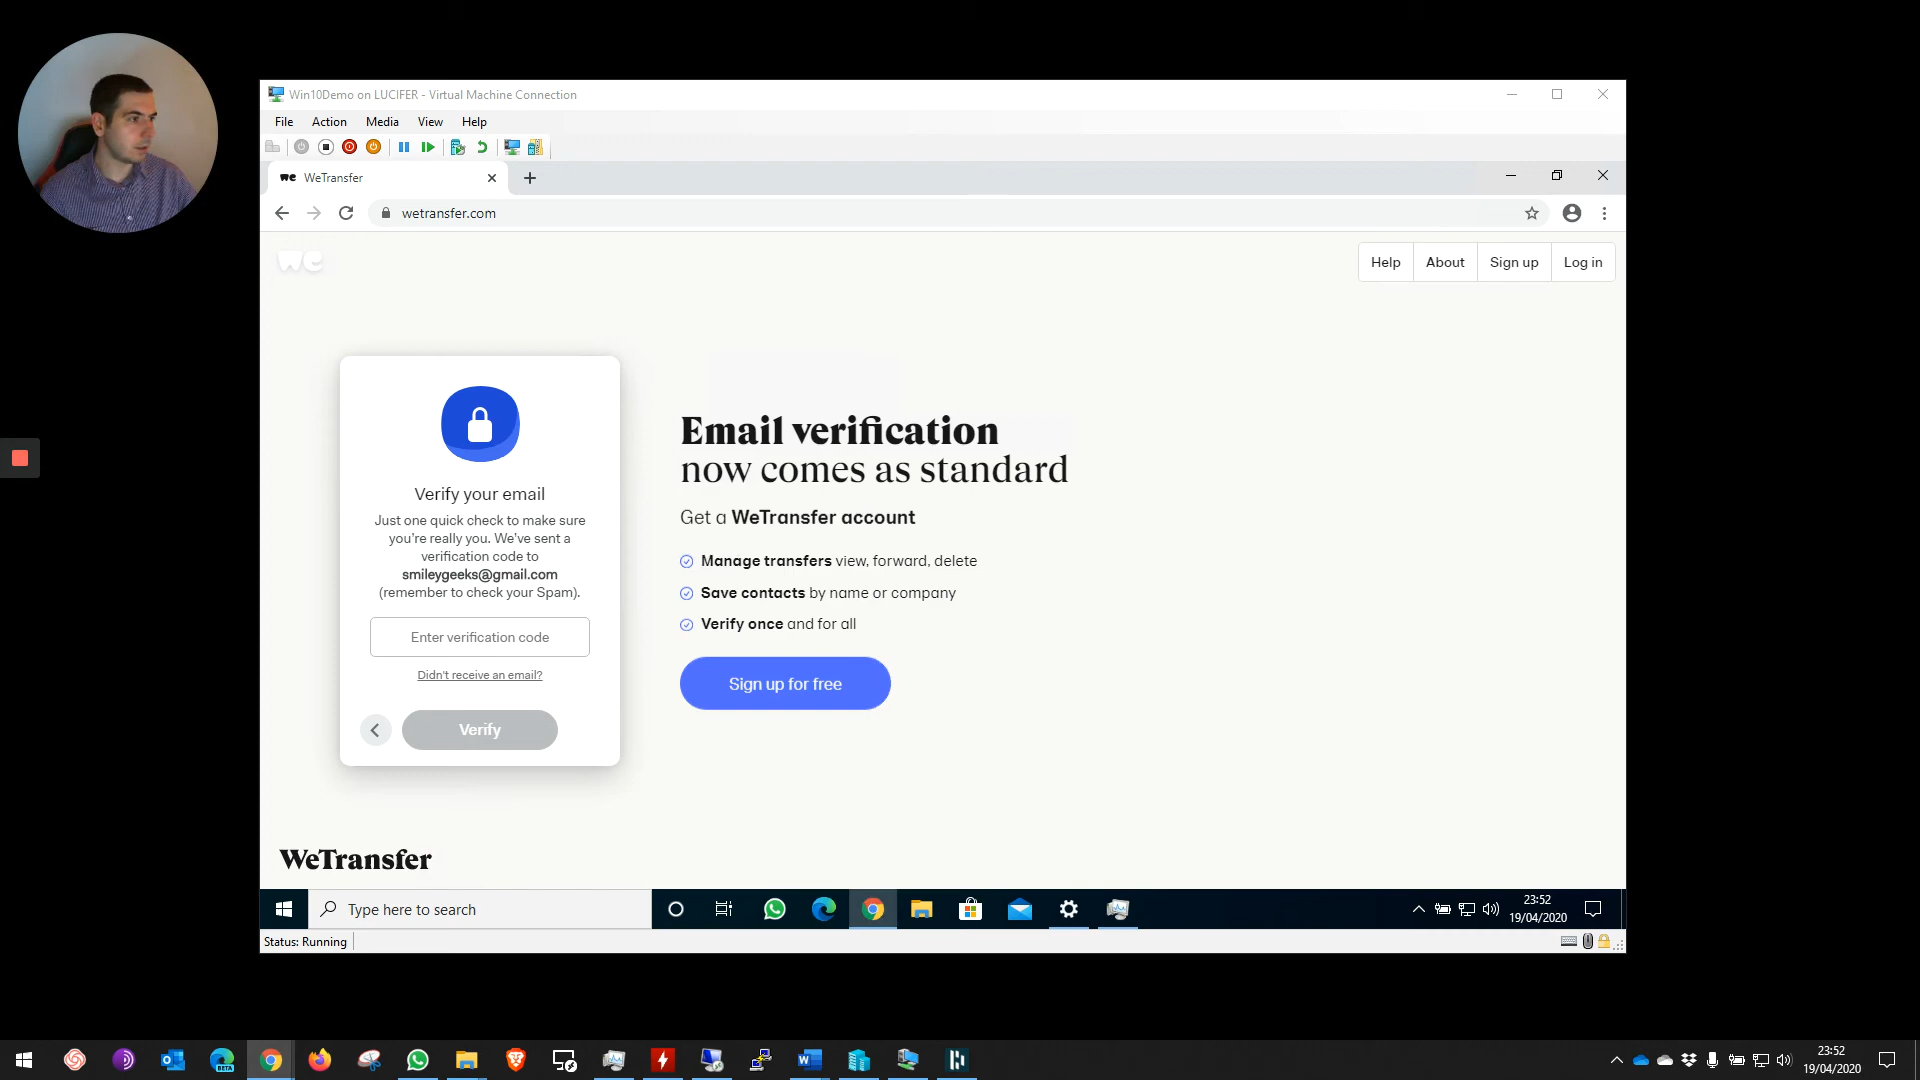 Win10Demo on LUCIFER - Virtual Machine Connection
File Action Media View Help
we WeTransfer
wetransfer.com
we
Help About Sign up Log in
Verify your email
Just one quick check to make sure
you're really you. We've sent a
verification code to
smileygeeks@gmail.com
(remember to check your Spam).
Enter verification code
Didn't receive an email?
Verify
Email verification
now comes as standard
Get a WeTransfer account
Manage transfers view, forward, delete
Save contacts by name or company
Verify once and for all
Sign up for free
WeTransfer
Type here to search
23:52
19/04/2020
Status: Running
BETA
23:52
19/04/2020